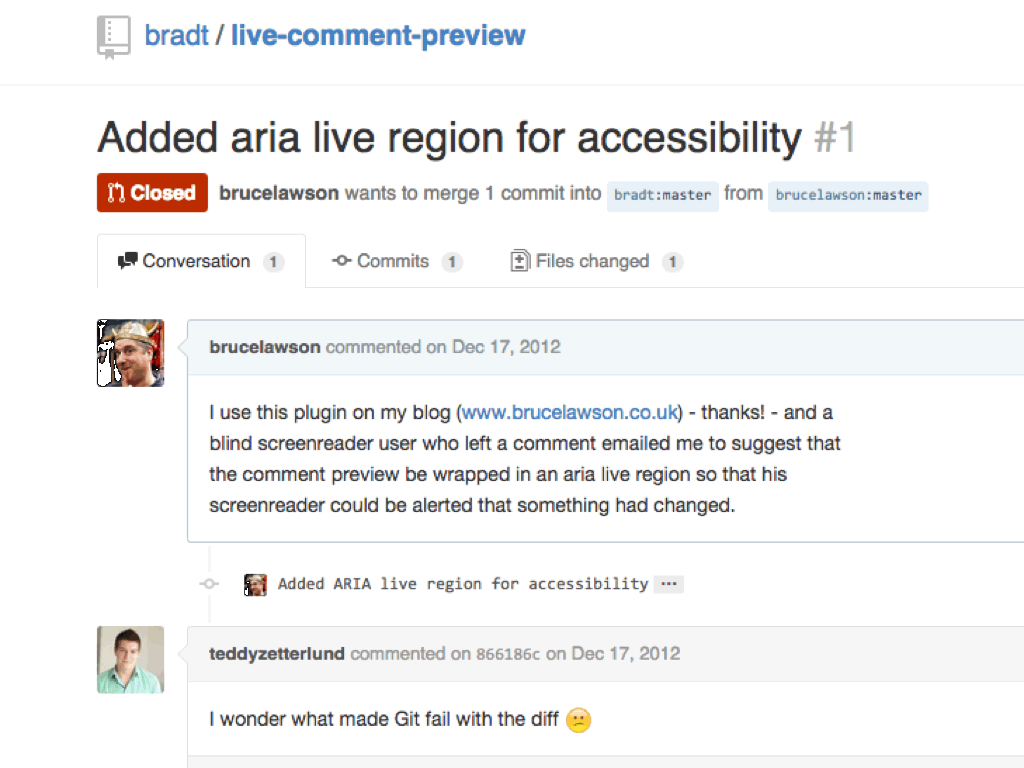 bradt / live-comment-preview
Added aria live region for accessibility #1
Closed brucelawson wants to merge 1 commit into bradt:master from brucelawson:master
Conversation 1 Commits 1 Files changed 1
brucelawson commented on Dec 17, 2012
I use this plugin on my blog (www.brucelawson.co.uk) - thanks! - and a
blind screenreader user who left a comment emailed me to suggest that
the comment preview be wrapped in an aria live region so that his
screenreader could be alerted that something had changed.
Added ARIA live region for accessibility ...
teddyzetterlund commented on 866186c on Dec 17, 2012
I wonder what made Git fail with the diff 😕